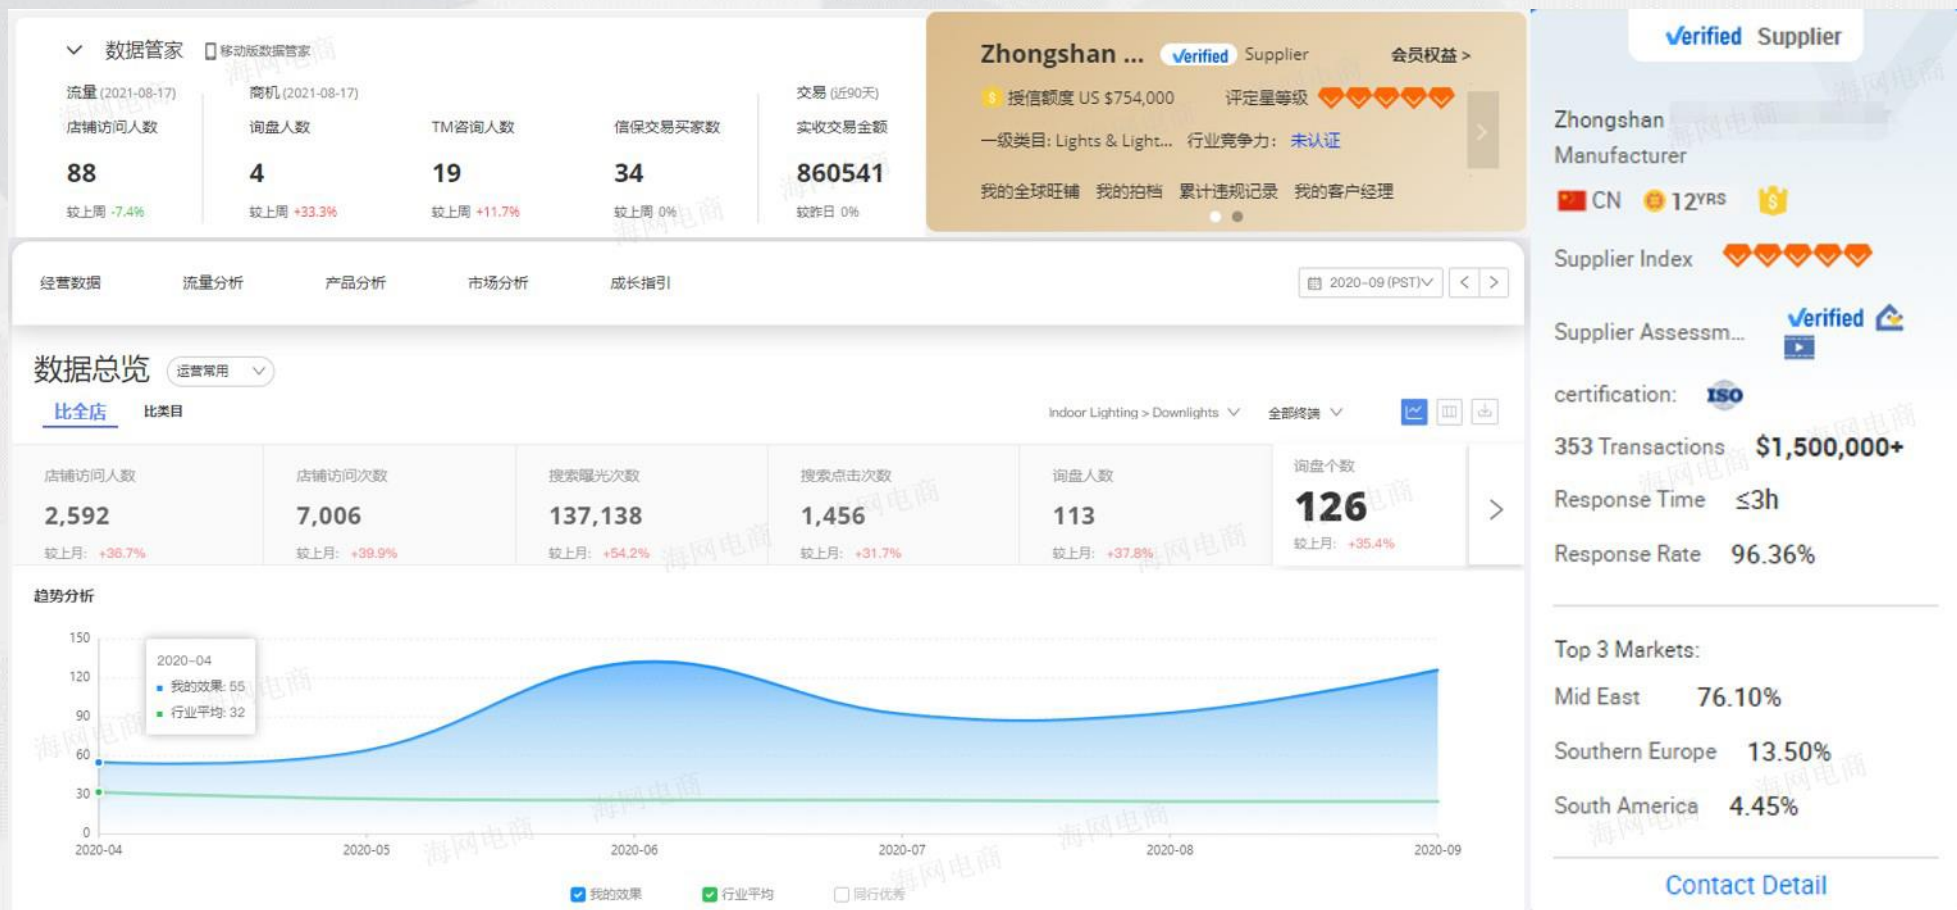 数据管家 移动版数据管家
流量 (2021-08-17)
店铺访问人数
88
较上周 -7.4%
商机 (2021-08-17)
询盘人数
4
较上周 +33.3%
TM咨询人数
19
较上周 +11.7%
信保交易买家数
34
较上周 0%
交易 (近90天)
实收交易金额
860541
较昨日 0%
Zhongshan ... Verified Supplier 会员权益 >
授信额度 US $754,000 评定星等级
一级类目: Lights & Light... 行业竞争力: 未认证
我的全球旺铺 我的拍档 累计违规记录 我的客户经理
经营数据 流量分析 产品分析 市场分析 成长指引 2020-09 (PST)
数据总览 运营常用
比全店 比类目
Indoor Lighting > Downlights 全部终端
店铺访问人数
2,592
较上月: +36.7%
店铺访问次数
7,006
较上月: +39.9%
搜索曝光次数
137,138
较上月: +54.2%
搜索点击次数
1,456
较上月: +31.7%
询盘人数
113
较上月: +37.8%
询盘个数
126
较上月: +35.4%
趋势分析
150
120
90
60
30
0
2020-04
我的效果: 55
行业平均: 32
2020-04 2020-05 2020-06 2020-07 2020-08 2020-09
我的效果 行业平均 同行优秀
Verified Supplier
Zhongshan
Manufacturer
CN 12YRS
Supplier Index
Supplier Assessm... Verified
certification: ISO
353 Transactions $1,500,000+
Response Time ≤3h
Response Rate 96.36%
Top 3 Markets:
Mid East 76.10%
Southern Europe 13.50%
South America 4.45%
Contact Detail
海网电商